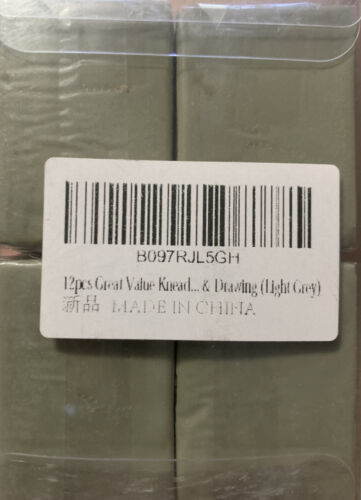 B097RJL5GH
12pcs Great Value Knead... & Drawing (Light Grey)
新品 MADE IN CHINA